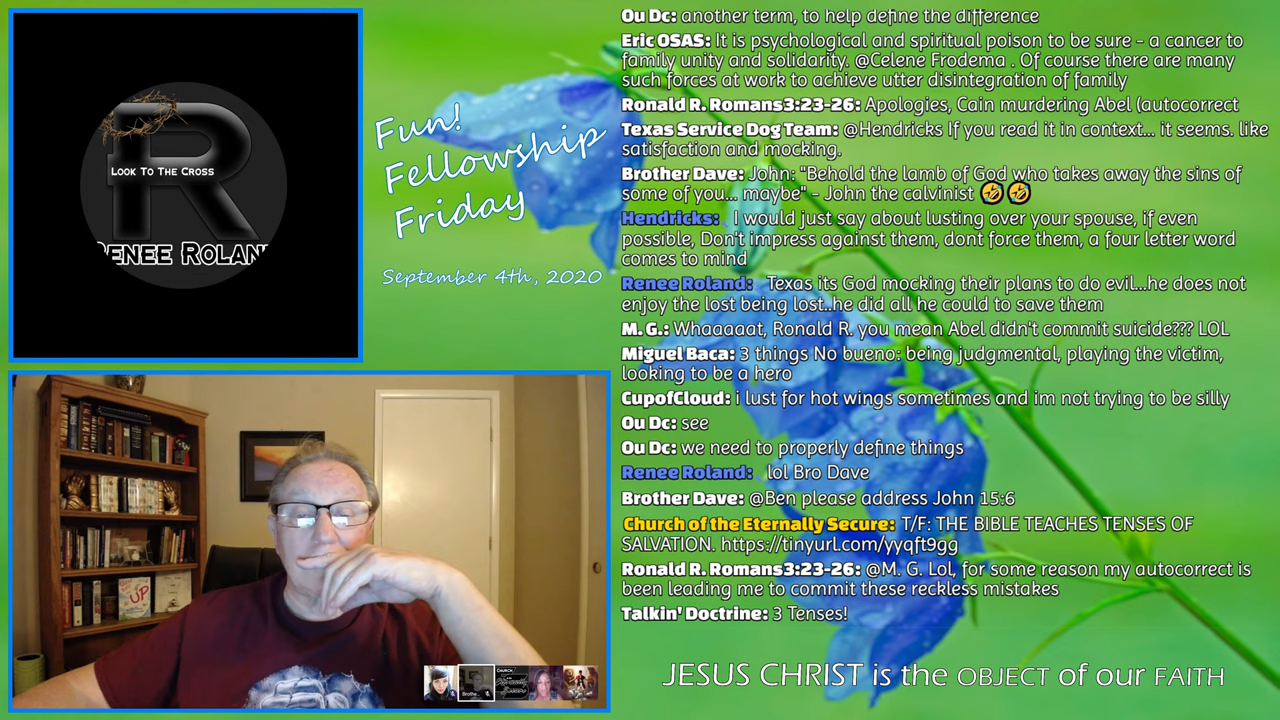 LOOK TO THE CROSS
RENEE ROLAN
Fun!
Fellowship
Friday
September 4th, 2020
Ou Dc: another term, to help define the difference
Eric OSAS: It is psychological and spiritual poison to be sure - a cancer to
family unity and solidarity. @Celene Frodema . Of course there are many
such forces at work to achieve utter disintegration of family
Ronald R. Romans3:23-26: Apologies, Cain murdering Abel (autocorrect
Texas Service Dog Team: @Hendricks If you read it in context... it seems. like
satisfaction and mocking.
Brother Dave: John: "Behold the lamb of God who takes away the sins of
some of you... maybe" - John the calvinist 🤣🤣
Hendricks: I would just say about lusting over your spouse, if even
possible, Don't impress against them, dont force them, a four letter word
comes to mind
Renee Roland: Texas its God mocking their plans to do evil...he does not
enjoy the lost being lost..he did all he could to save them
M. G.: Whaaaaat, Ronald R. you mean Abel didn't commit suicide??? LOL
Miguel Baca: 3 things No bueno: being judgmental, playing the victim,
looking to be a hero
CupofCloud: i lust for hot wings sometimes and im not trying to be silly
Ou Dc: see
Ou Dc: we need to properly define things
Renee Roland: lol Bro Dave
Brother Dave: @Ben please address John 15:6
Church of the Eternally Secure: T/F: THE BIBLE TEACHES TENSES OF
SALVATION. https://tinyurl.com/yyqft9gg
Ronald R. Romans3:23-26: @M. G. Lol, for some reason my autocorrect is
been leading me to commit these reckless mistakes
Talkin' Doctrine: 3 Tenses!
UP
Brothe...
CHURCH
JESUS CHRIST is the OBJECT of our FAITH